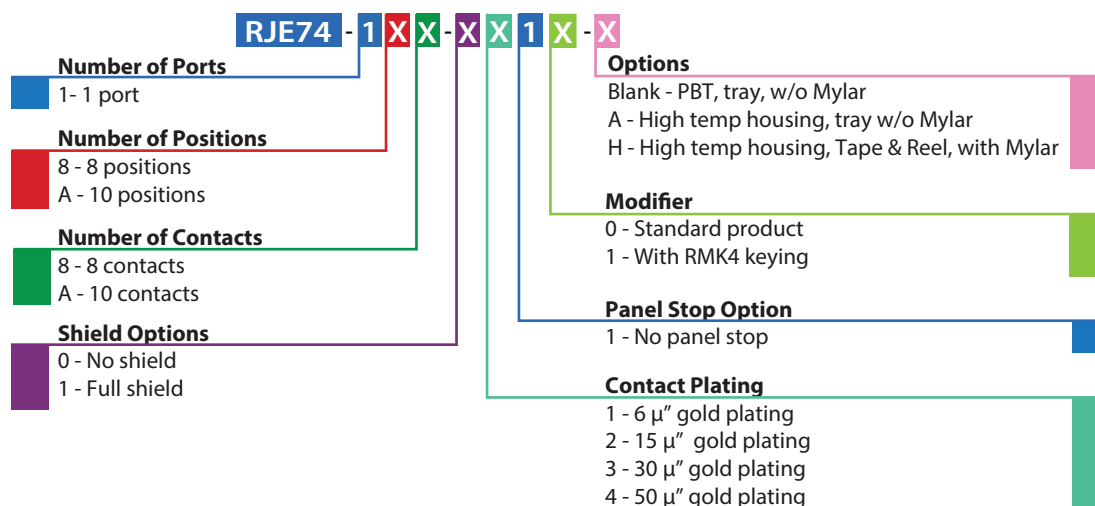 RJE74 - 1 X X - X X 1 X - X
Number of Ports
1- 1 port
Number of Positions
8 - 8 positions
A - 10 positions
Number of Contacts
8 - 8 contacts
A - 10 contacts
Shield Options
0 - No shield
1 - Full shield
Options
Blank - PBT, tray, w/o Mylar
A - High temp housing, tray w/o Mylar
H - High temp housing, Tape & Reel, with Mylar
Modifier
0 - Standard product
1 - With RMK4 keying
Panel Stop Option
1 - No panel stop
Contact Plating
1 - 6 µ” gold plating
2 - 15 µ” gold plating
3 - 30 µ” gold plating
4 - 50 µ” gold plating